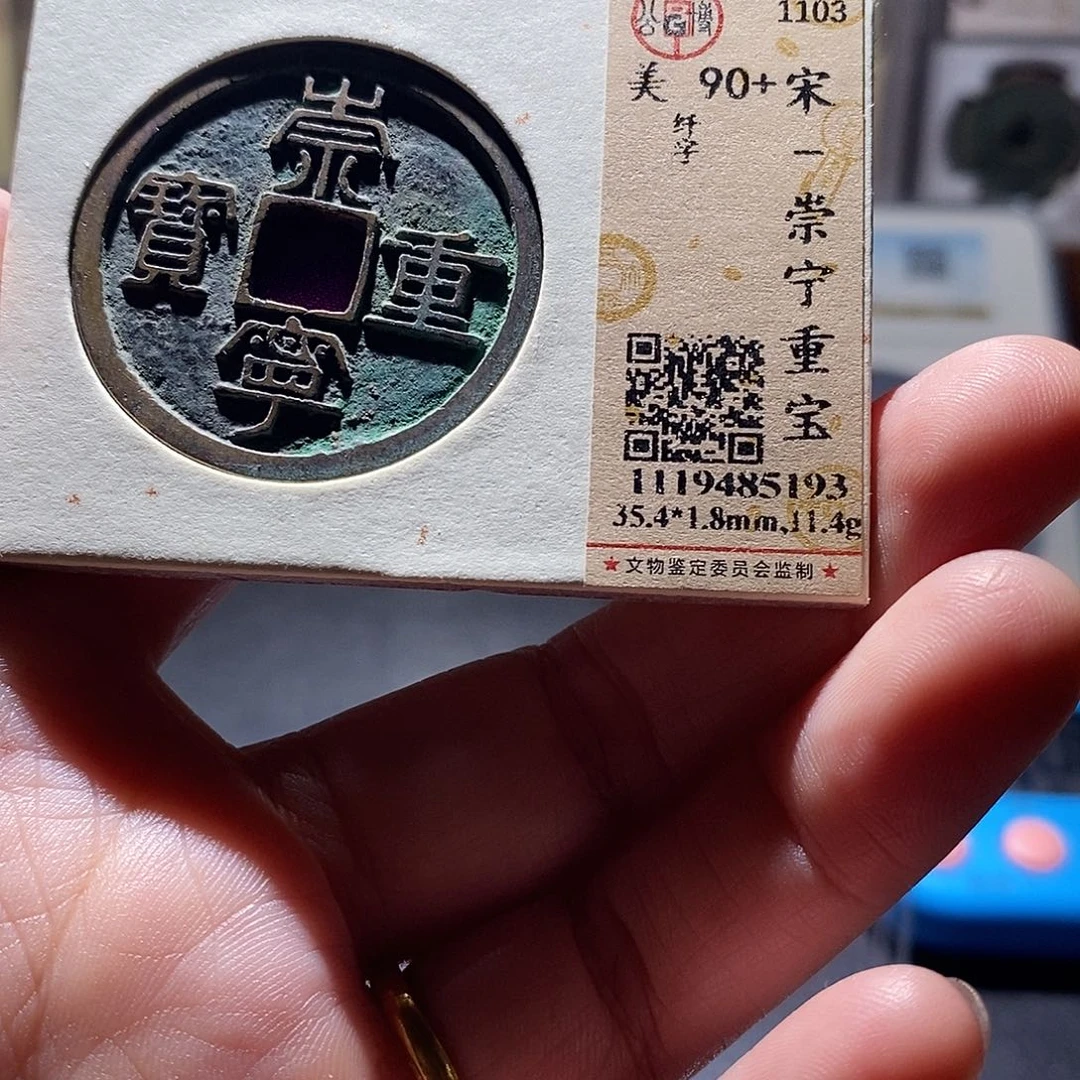 崇寧重寶
1103
美 90+
纤字
宋一崇宁重宝
1119485193
35.4*1.8mm,11.4g
★文物鉴定委员会监制★